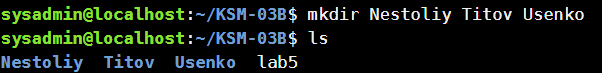 sysadmin@localhost:~/KSM-03B$ mkdir Nestoliy Titov Usenko
sysadmin@localhost:~/KSM-03B$ ls
Nestoliy  Titov  Usenko  lab5